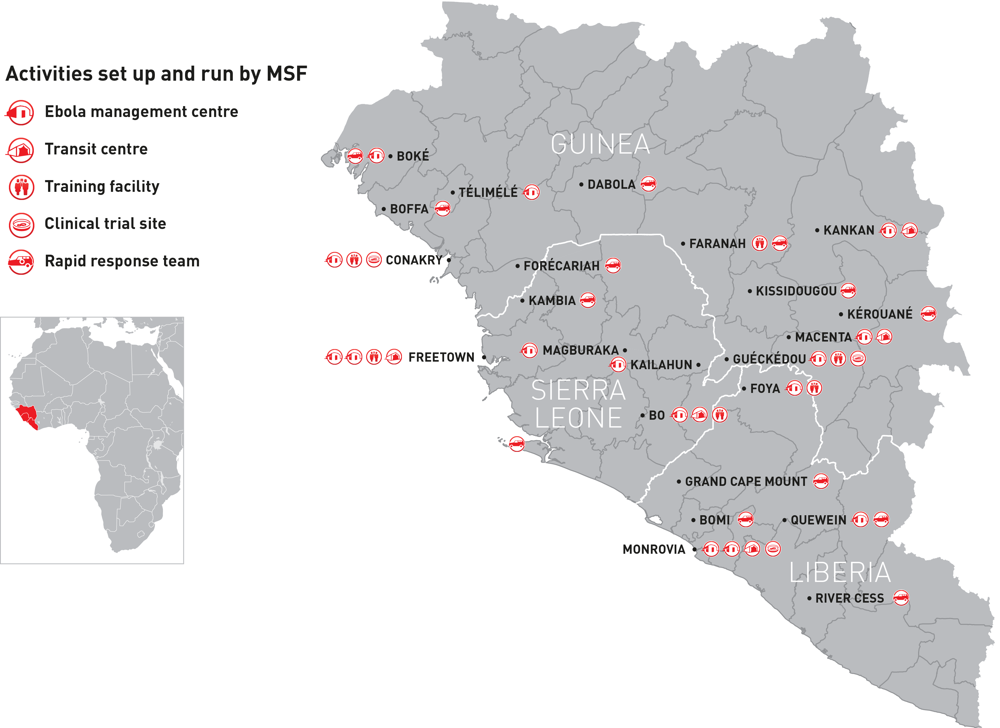 Activities set up and run by MSF
Ebola management centre
Transit centre
Training facility
Clinical trial site
Rapid response team
GUINEA
BOKÉ
DABOLA
TÉLIMÉLÉ
BOFFA
KANKAN
FARANAH
CONAKRY
FORÉCARIAH
KISSIDOUGOU
KAMBIA
KÉROUANÉ
MACENTA
MAGBURAKA
FREETOWN
GUÉCKÉDOU
KAILAHUN
SIERRA
LEONE
FOYA
BO
GRAND CAPE MOUNT
BOMI
QUEWEIN
MONROVIA
LIBERIA
RIVER CESS